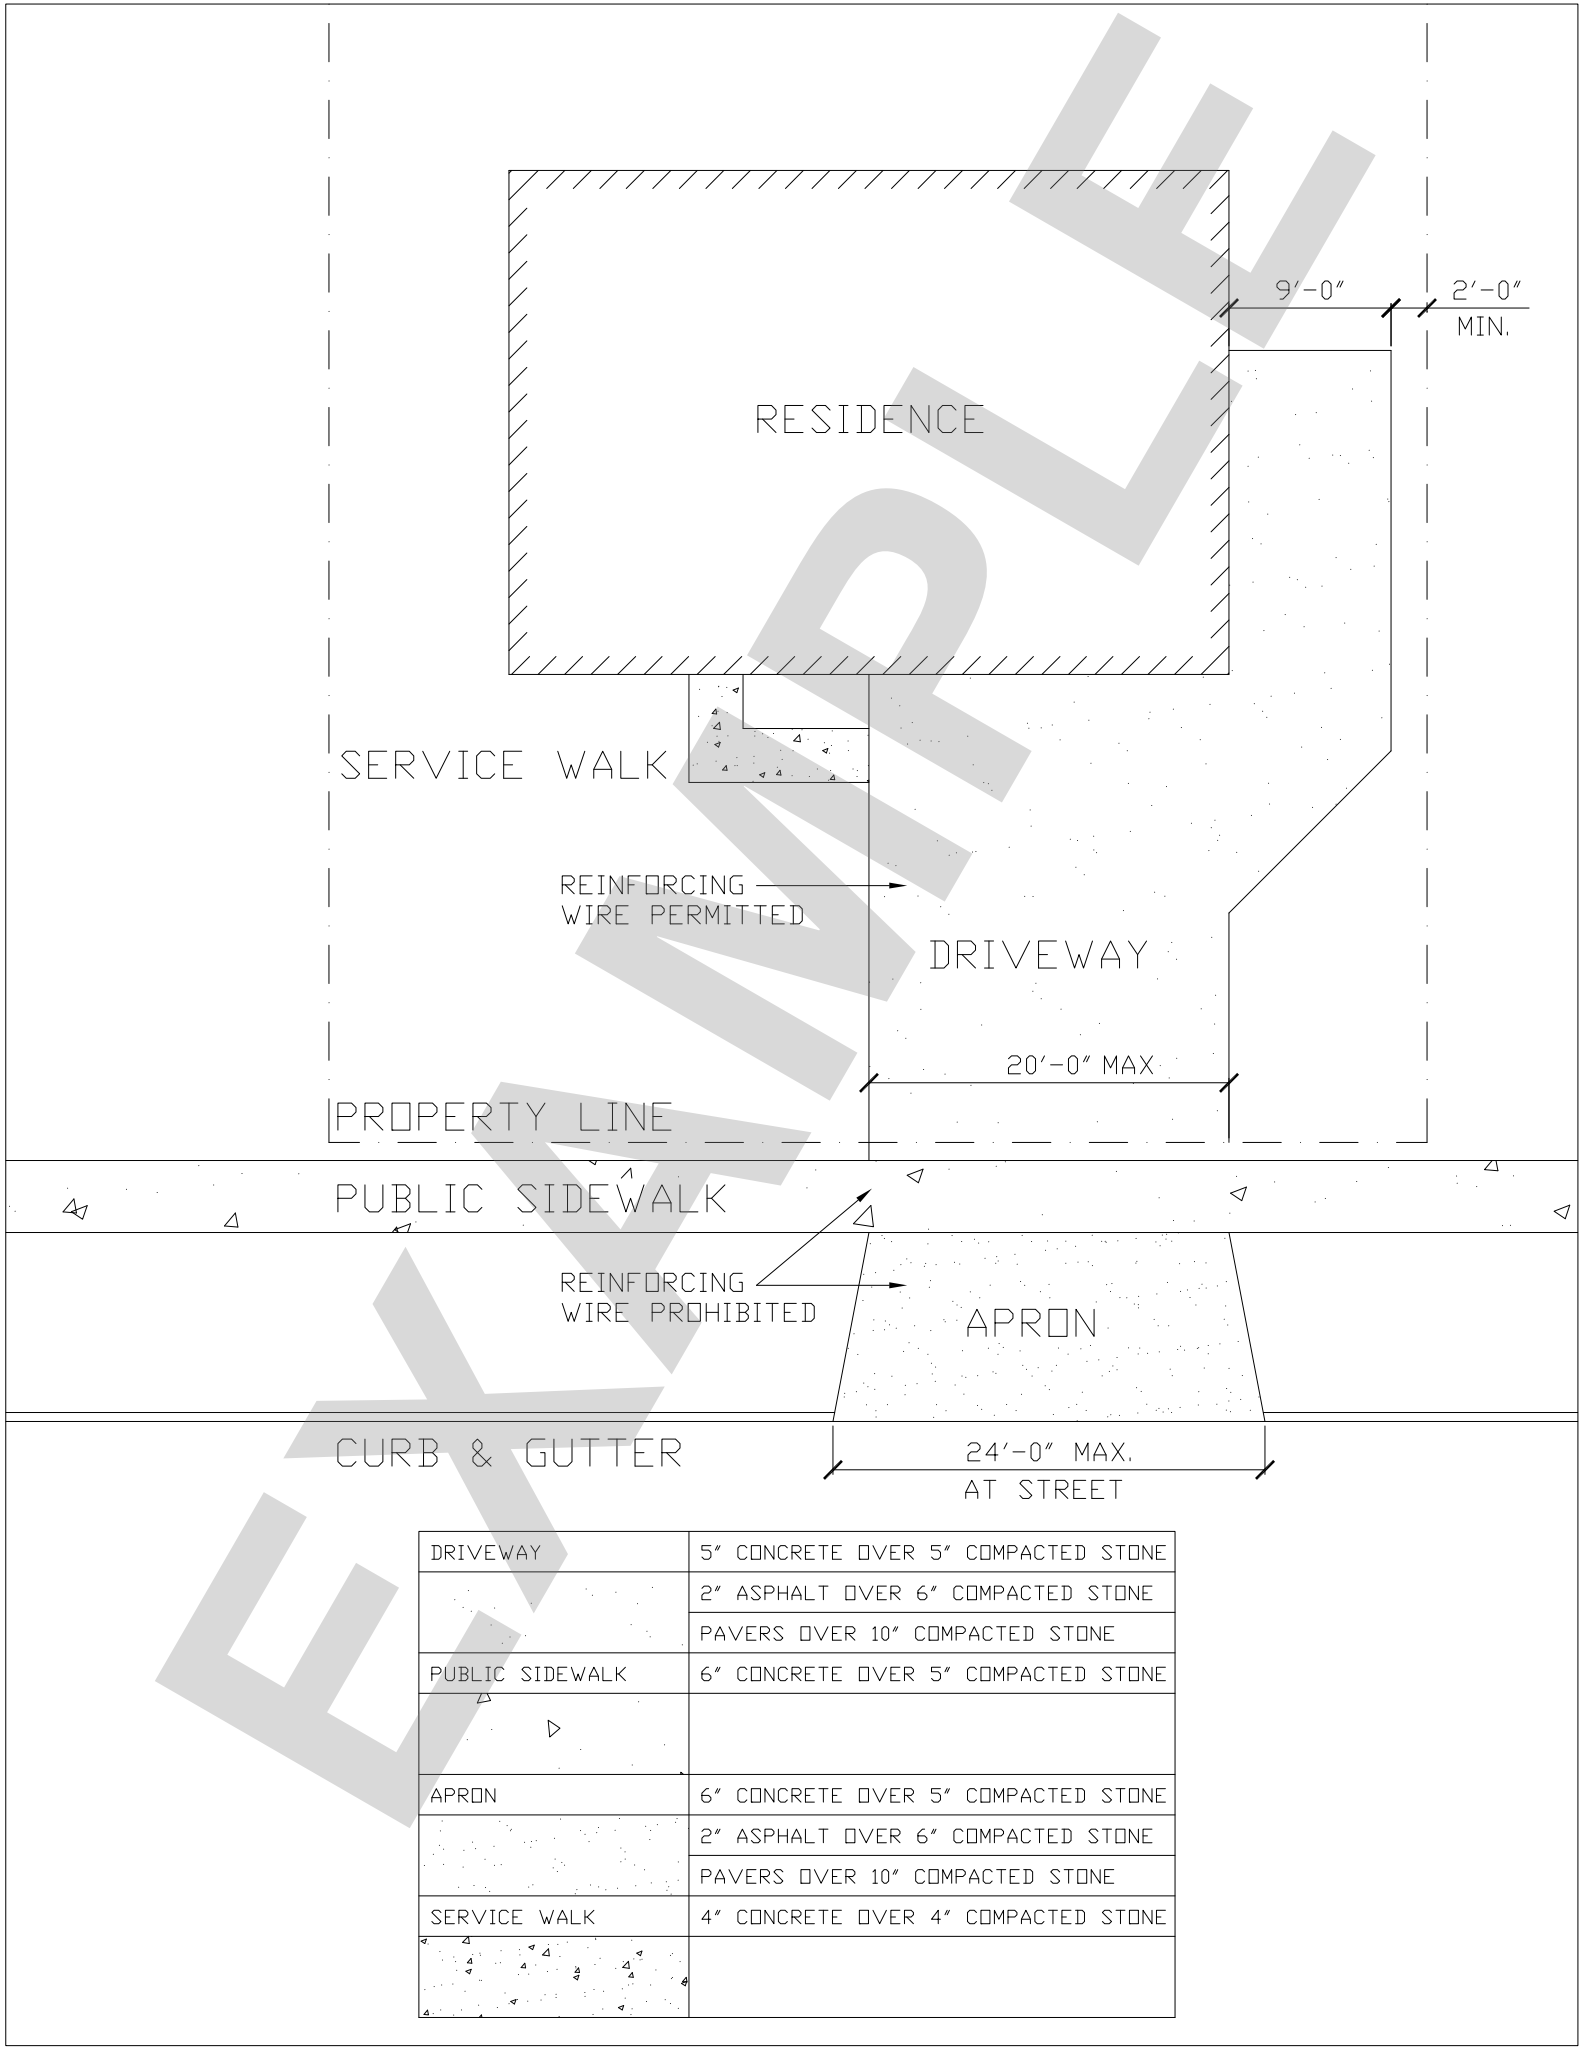 9'-0" 2'-0"
MIN.
RESIDENCE
SERVICE WALK
REINFORCING
WIRE PERMITTED
DRIVEWAY
20'-0" MAX
PROPERTY LINE
PUBLIC SIDEWALK
REINFORCING
WIRE PROHIBITED
APRON
CURB & GUTTER
24'-0" MAX.
AT STREET
EXAMPLE
DRIVEWAY 5" CONCRETE OVER 5" COMPACTED STONE
2" ASPHALT OVER 6" COMPACTED STONE
PAVERS OVER 10" COMPACTED STONE
PUBLIC SIDEWALK 6" CONCRETE OVER 5" COMPACTED STONE
APRON 6" CONCRETE OVER 5" COMPACTED STONE
2" ASPHALT OVER 6" COMPACTED STONE
PAVERS OVER 10" COMPACTED STONE
SERVICE WALK 4" CONCRETE OVER 4" COMPACTED STONE